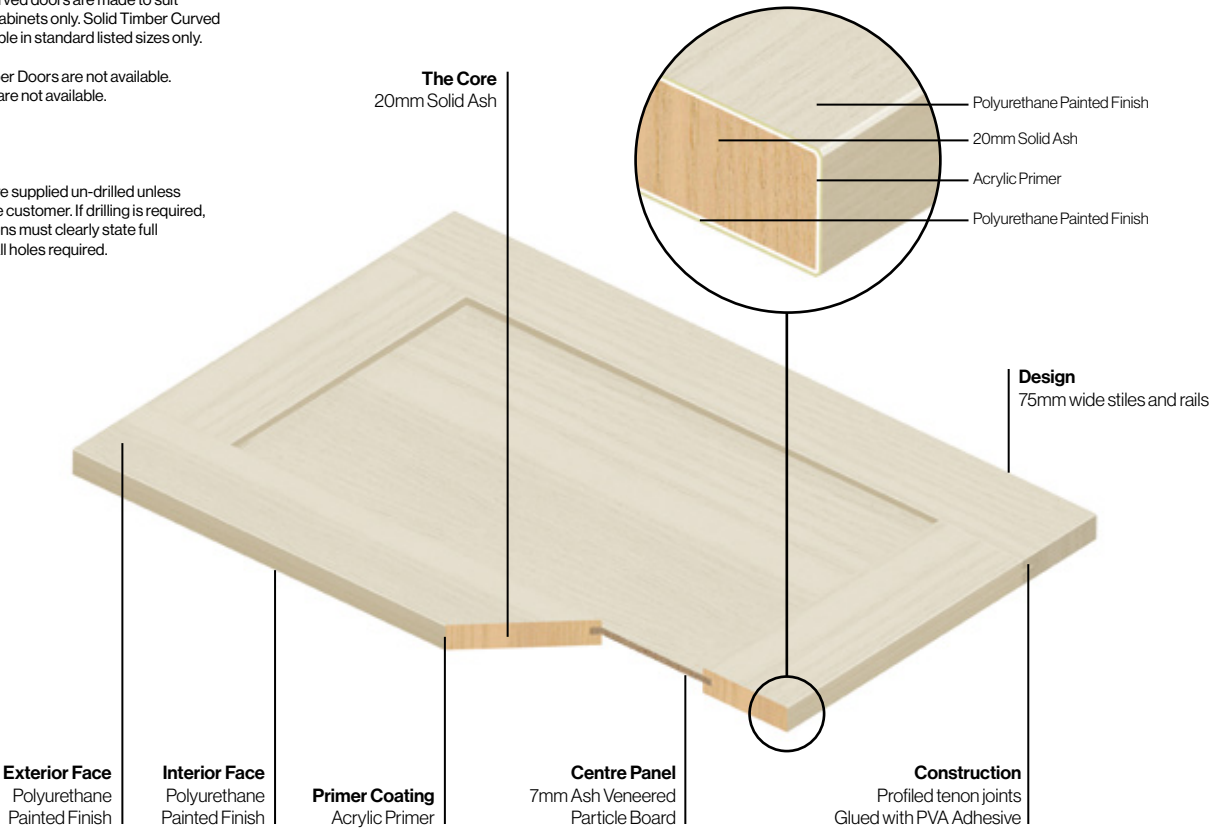 ved doors are made to suit
abinets only. Solid Timber Curved
ble in standard listed sizes only.
er Doors are not available.
are not available.
e supplied un-drilled unless
e customer. If drilling is required,
ns must clearly state full
ll holes required.
The Core
20mm Solid Ash
Polyurethane Painted Finish
20mm Solid Ash
Acrylic Primer
Polyurethane Painted Finish
Design
75mm wide stiles and rails
Exterior Face
Polyurethane
Painted Finish
Interior Face
Polyurethane
Painted Finish
Primer Coating
Acrylic Primer
Centre Panel
7mm Ash Veneered
Particle Board
Construction
Profiled tenon joints
Glued with PVA Adhesive